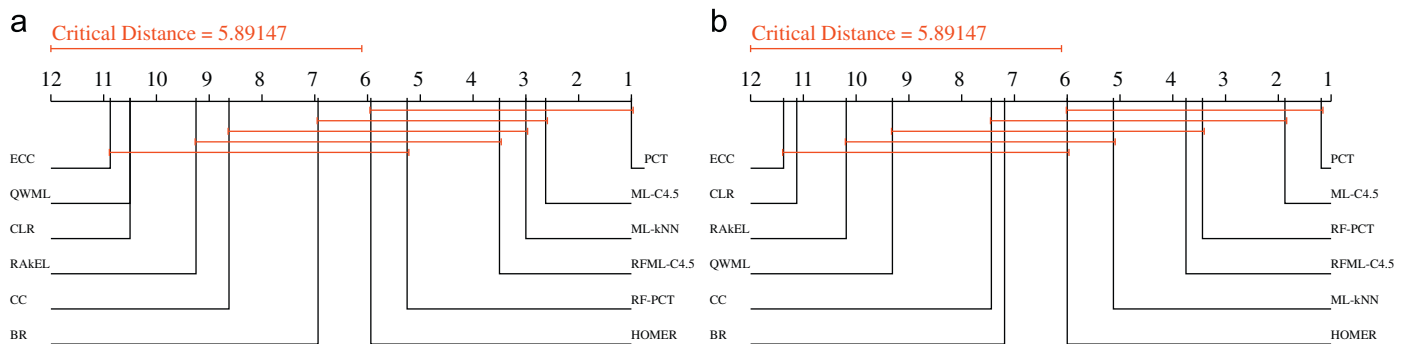 a
Critical Distance = 5.89147
12 11 10 9 8 7 6 5 4 3 2 1
ECC
PCT
QWML
ML-C4.5
CLR
ML-kNN
RAkEL
RFML-C4.5
CC
RF-PCT
BR
HOMER
b
Critical Distance = 5.89147
12 11 10 9 8 7 6 5 4 3 2 1
ECC
PCT
CLR
ML-C4.5
RAkEL
RF-PCT
QWML
RFML-C4.5
CC
ML-kNN
BR
HOMER